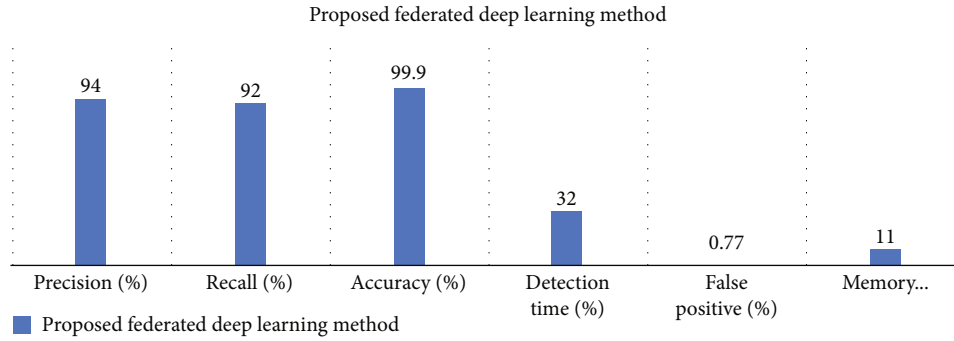 Proposed federated deep learning method
94
92
99.9
32
0.77
11
Precision (%)
Recall (%)
Accuracy (%)
Detection
time (%)
False
positive (%)
Memory...
Proposed federated deep learning method